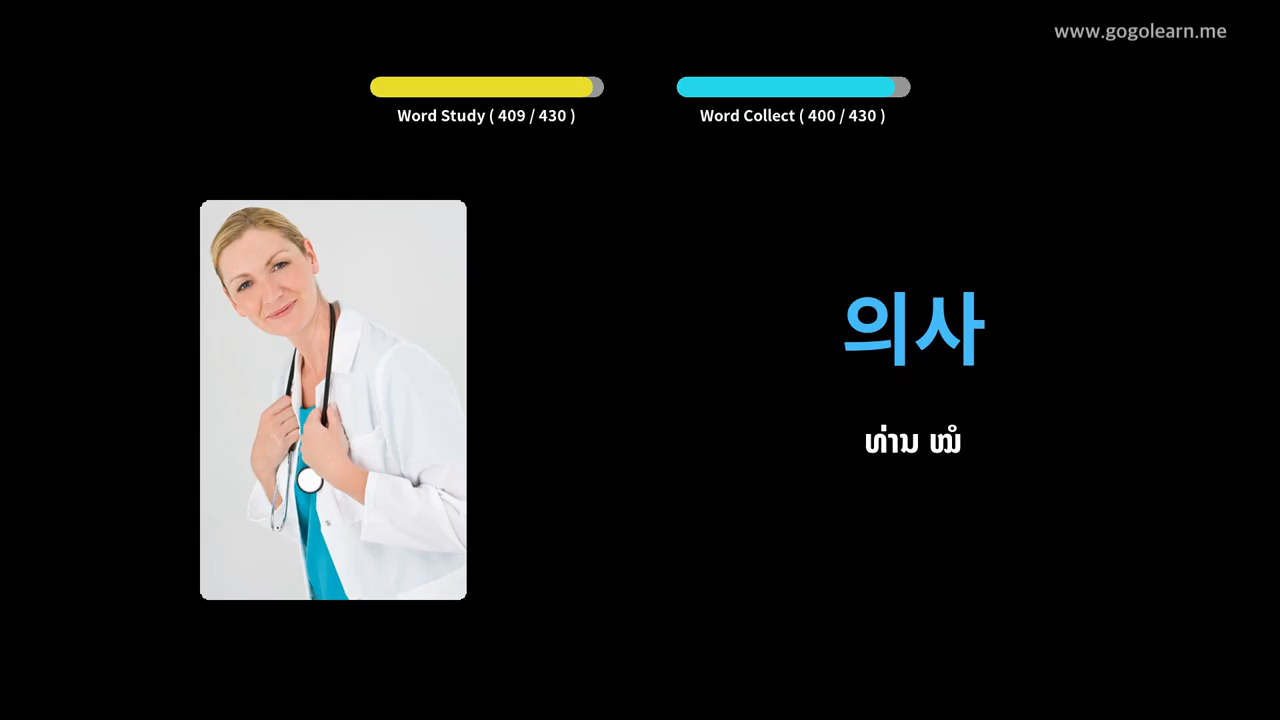 www.gogolearn.me
Word Study ( 409 / 430 )
Word Collect ( 400 / 430 )
의사
ທ່ານ ໝໍ